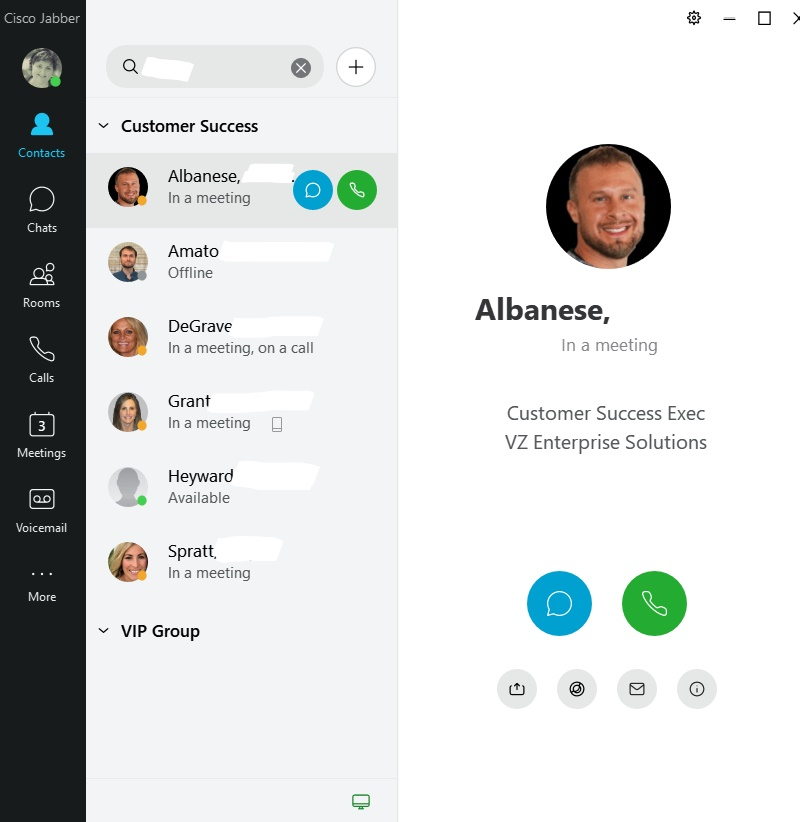 Cisco Jabber
Contacts
Chats
Rooms
Calls
3
Meetings
Voicemail
More
Customer Success
Albanese,
In a meeting
Amato
Offline
DeGrave
In a meeting, on a call
Grant
In a meeting
Heyward
Available
Spratt,
In a meeting
VIP Group
Albanese,
In a meeting
Customer Success Exec
VZ Enterprise Solutions